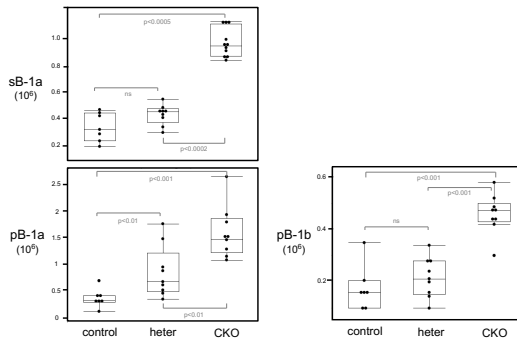 p<0.0005
1.0
0.8
sB-1a
(10⁶)
0.6
ns
0.4
0.2
p<0.0002
2.5
p<0.001
2
pB-1a
(10⁶)
1.5
p<0.01
1
0.5
0
p<0.01
control heter CKO
0.6
p<0.001
p<0.001
pB-1b
(10⁶)
0.4
ns
0.2
control heter CKO